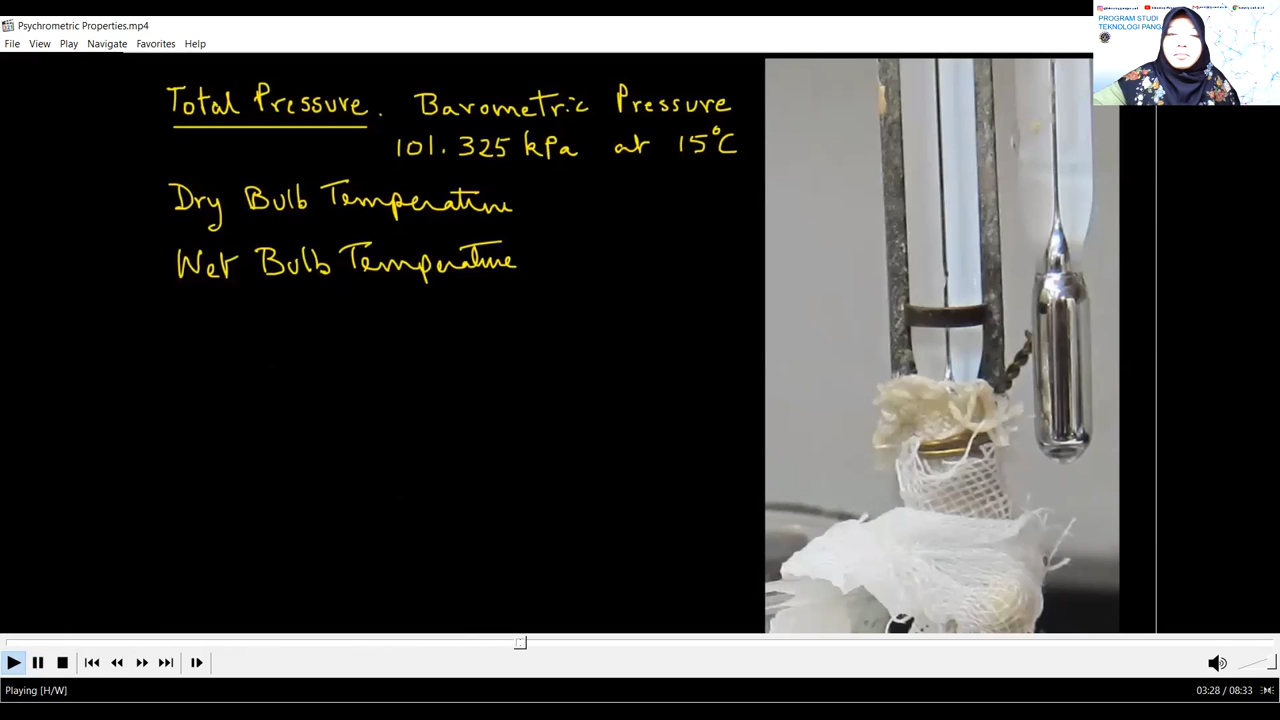 Psychrometric Properties.mp4
File View Play Navigate Favorites Help
PROGRAM STUDI
TEKNOLOGI PANG
Total Pressure. Barometric Pressure
101.325 kPa at 15°C
Dry Bulb Temperature
Wet Bulb Temperature
Playing [H/W]
03:28 / 08:33